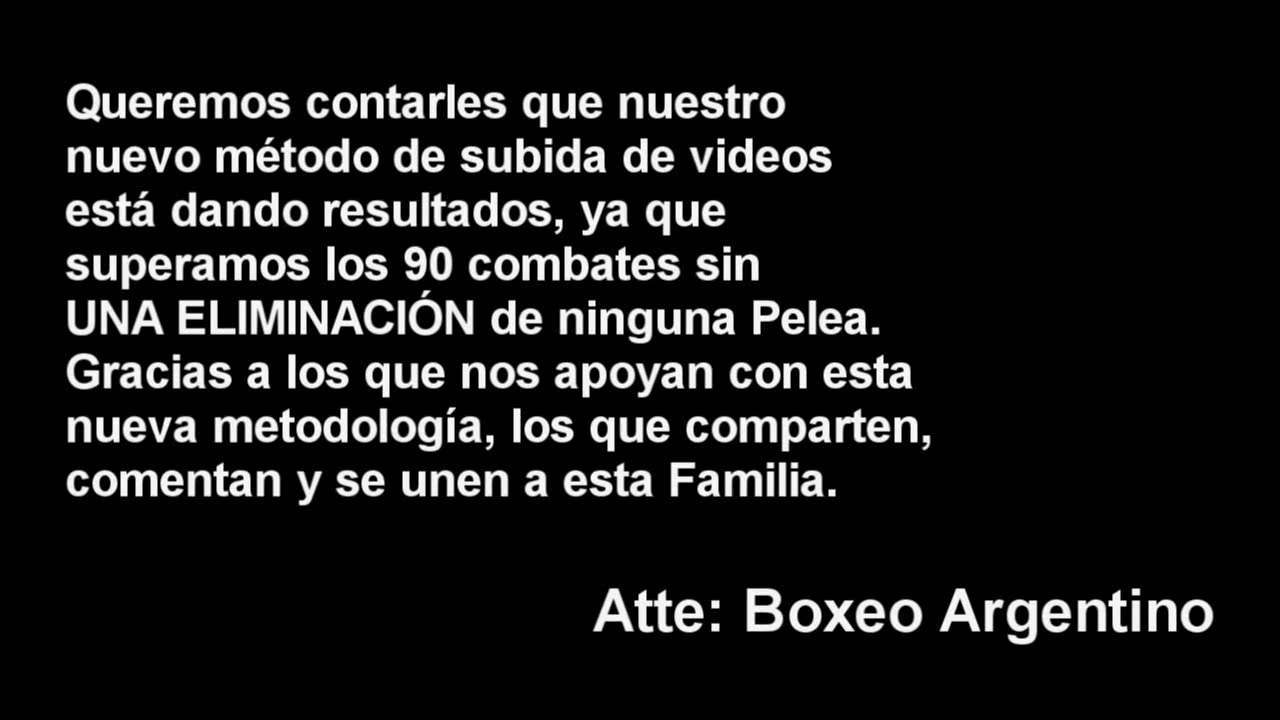 Queremos contarles que nuestro
nuevo método de subida de videos
está dando resultados, ya que
superamos los 90 combates sin
UNA ELIMINACIÓN de ninguna Pelea.
Gracias a los que nos apoyan con esta
nueva metodología, los que comparten,
comentan y se unen a esta Familia.
Atte: Boxeo Argentino